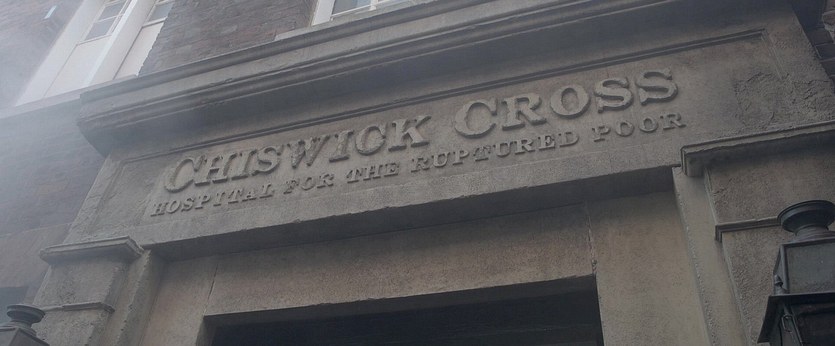 CHISWICK CROSS
HOSPITAL FOR THE RUPTURED POOR